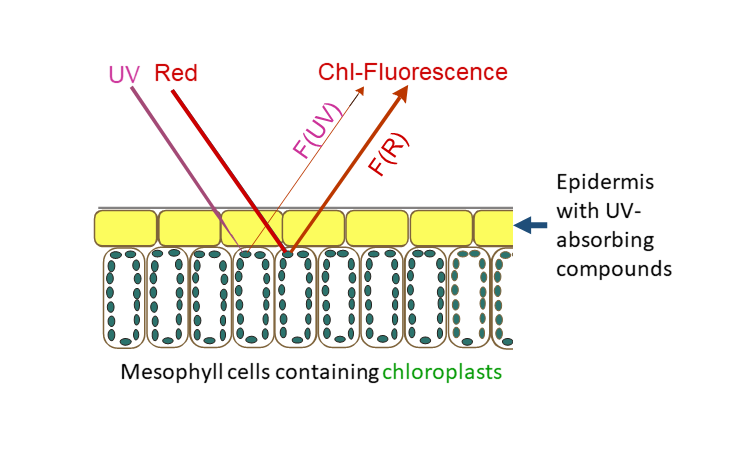 UV Red Chl-Fluorescence
F(UV)
F(R)
Epidermis
with UV-
absorbing
compounds
Mesophyll cells containing chloroplasts